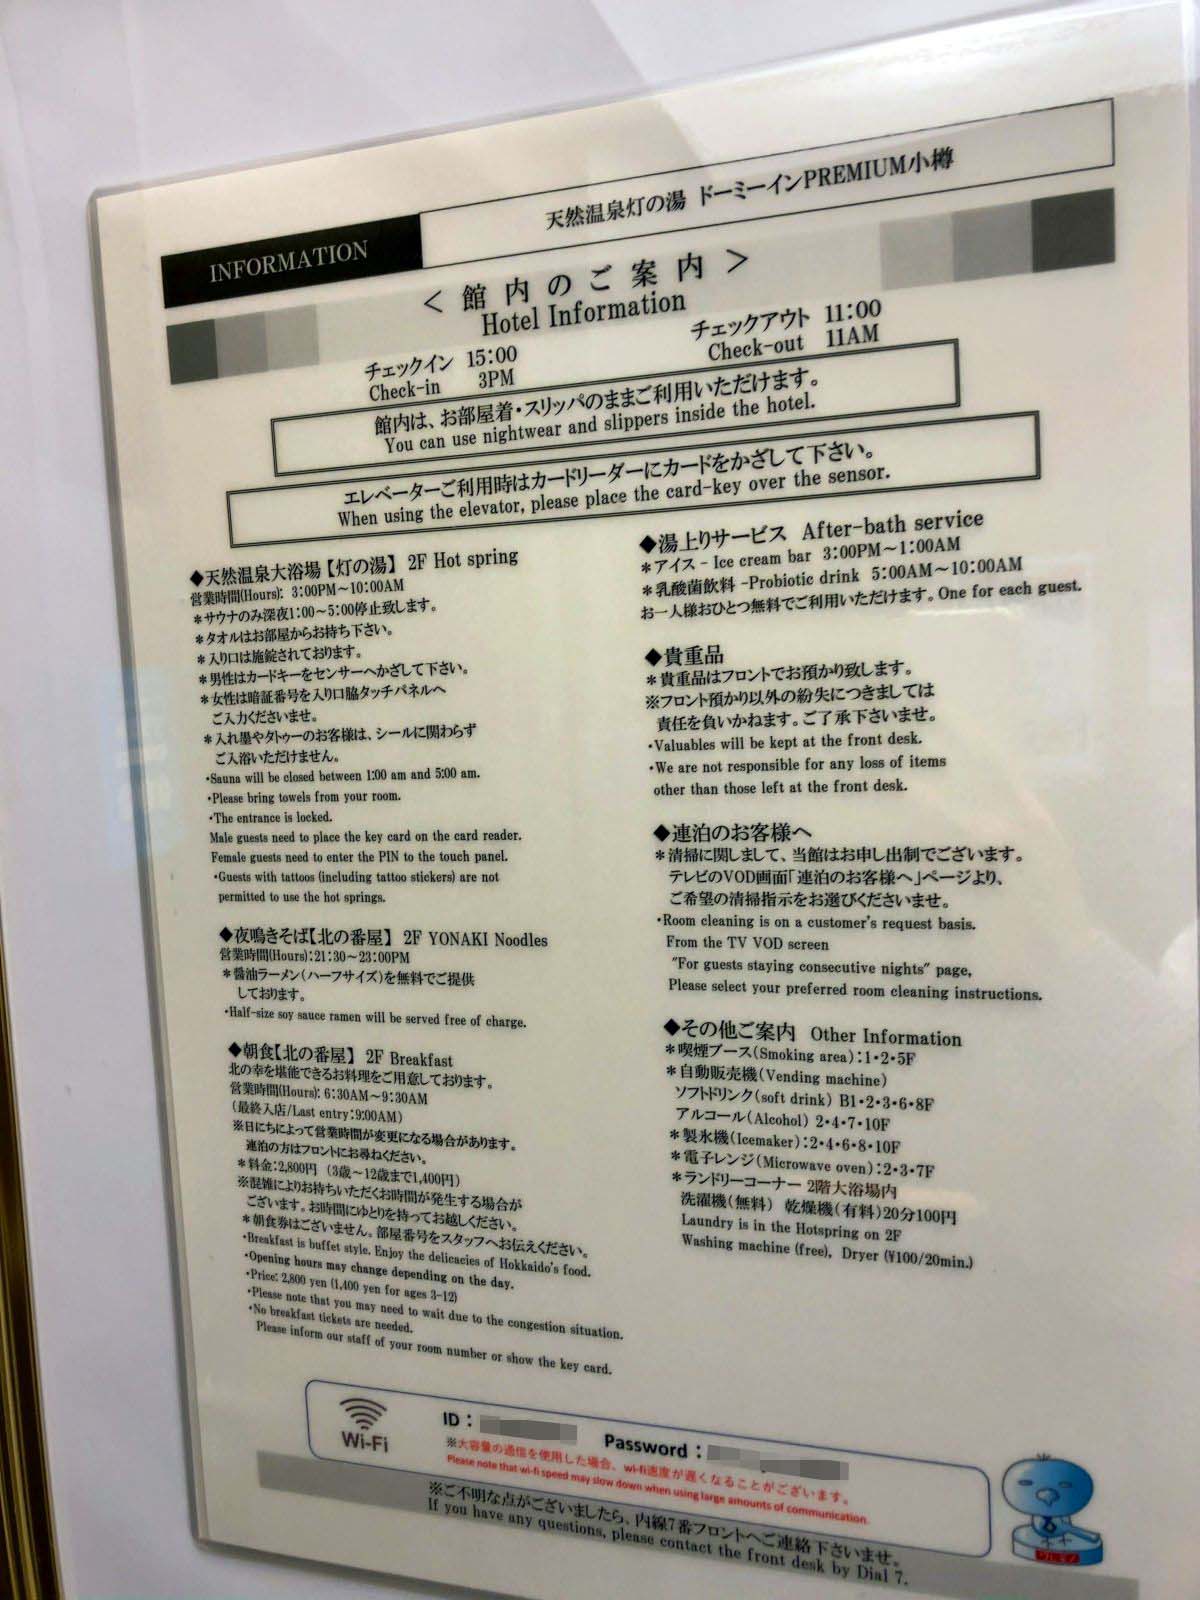 天然温泉灯の湯 ドーミーインPREMIUM小樽
INFORMATION
＜館内のご案内＞
Hotel Information
チェックイン 15:00
Check-in 3PM
チェックアウト 11:00
Check-out 11AM
館内は、お部屋着・スリッパのままご利用いただけます。
You can use nightwear and slippers inside the hotel.
エレベーターご利用時はカードリーダーにカードをかざして下さい。
When using the elevator, please place the card-key over the sensor.
◆天然温泉大浴場【灯の湯】 2F Hot spring
営業時間(Hours): 3:00PM～10:00AM
＊サウナのみ深夜1:00～5:00停止致します。
＊タオルはお部屋からお持ち下さい。
＊入り口は施錠されております。
＊男性はカードキーをセンサーへかざして下さい。
＊女性は暗証番号を入り口脇タッチパネルへ
ご入力くださいませ。
＊入れ墨やタトゥーのお客様は、シールに関わらず
ご入浴いただけません。
・Sauna will be closed between 1:00 am and 5:00 am.
・Please bring towels from your room.
・The entrance is locked.
Male guests need to place the key card on the card reader.
Female guests need to enter the PIN to the touch panel.
・Guests with tattoos (including tattoo stickers) are not
permitted to use the hot springs.
◆夜鳴きそば【北の番屋】 2F YONAKI Noodles
営業時間(Hours):21:30～23:00PM
＊醤油ラーメン（ハーフサイズ）を無料でご提供
しております。
・Half-size soy sauce ramen will be served free of charge.
◆朝食【北の番屋】 2F Breakfast
北の幸を堪能できるお料理をご用意しております。
営業時間(Hours): 6:30AM～9:30AM
（最終入店/Last entry:9:00AM）
※日にちによって営業時間が変更になる場合があります。
連泊の方はフロントにお尋ねください。
＊料金:2,800円 （3歳～12歳まで1,400円）
※混雑によりお持ちいただくお時間が発生する場合が
ございます。お時間にゆとりを持ってお越しください。
＊朝食券はございません。部屋番号をスタッフへお伝えください。
・Breakfast is buffet style. Enjoy the delicacies of Hokkaido's food.
・Opening hours may change depending on the day.
・Price: 2,800 yen (1,400 yen for ages 3-12)
・Please note that you may need to wait due to the congestion situation.
・No breakfast tickets are needed.
Please inform our staff of your room number or show the key card.
◆湯上りサービス After-bath service
＊アイス - Ice cream bar 3:00PM～1:00AM
＊乳酸菌飲料 -Probiotic drink 5:00AM～10:00AM
お一人様おひとつ無料でご利用いただけます。One for each guest.
◆貴重品
＊貴重品はフロントでお預かり致します。
※フロント預かり以外の紛失につきましては
責任を負いかねます。ご了承下さいませ。
・Valuables will be kept at the front desk.
・We are not responsible for any loss of items
other than those left at the front desk.
◆連泊のお客様へ
＊清掃に関しまして、当館はお申し出制でございます。
テレビのVOD画面「連泊のお客様へ」ページより、
ご希望の清掃指示をお選びくださいませ。
・Room cleaning is on a customer's request basis.
From the TV VOD screen
"For guests staying consecutive nights" page,
Please select your preferred room cleaning instructions.
◆その他ご案内 Other Information
＊喫煙ブース(Smoking area):1・2・5F
＊自動販売機(Vending machine)
ソフトドリンク(soft drink) B1・2・3・6・8F
アルコール(Alcohol) 2・4・7・10F
＊製氷機(Icemaker):2・4・6・8・10F
＊電子レンジ(Microwave oven):2・3・7F
＊ランドリーコーナー 2階大浴場内
洗濯機(無料) 乾燥機(有料)20分100円
Laundry is in the Hotspring on 2F
Washing machine (free), Dryer (¥100/20min.)
Wi-Fi
ID：
Password：
※大容量の通信を使用した場合、wi-fi速度が遅くなることがございます。
Please note that wi-fi speed may slow down when using large amounts of communication.
※ご不明な点がございましたら、内線7番フロントへご連絡下さいませ。
If you have any questions, please contact the front desk by Dial 7.